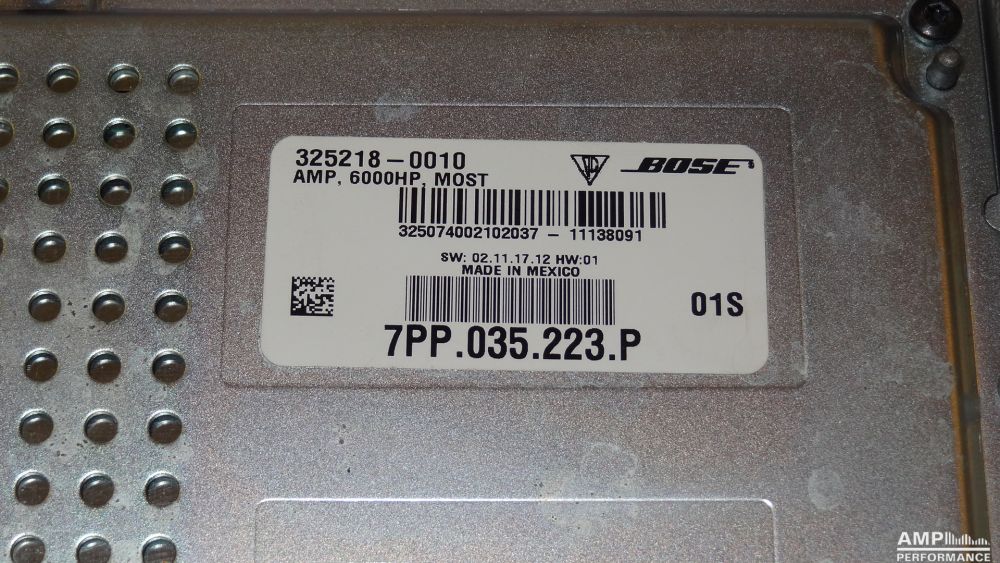 325218-0010
BOSE®
AMP, 6000HP, MOST
325074002102037 - 11138091
SW: 02.11.17.12 HW:01
MADE IN MEXICO
01S
7PP.035.223.P
AMP
PERFORMANCE